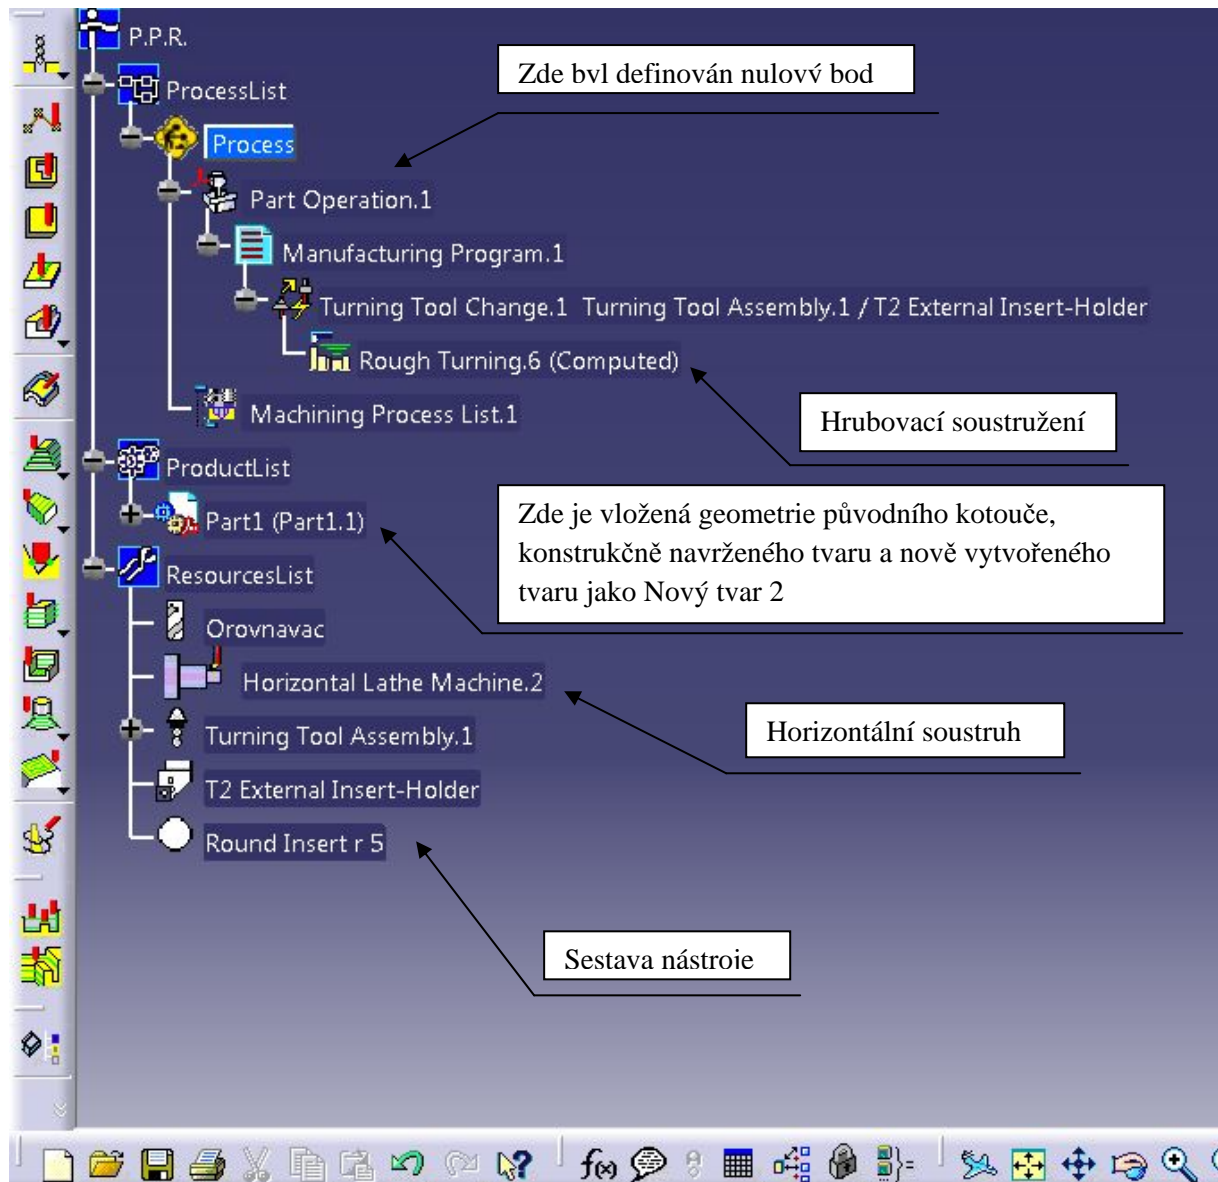 P.P.R.
Zde bvl definován nulový bod
ProcessList
Process
Part Operation.1
Manufacturing Program.1
Turning Tool Change.1 Turning Tool Assembly.1 / T2 External Insert-Holder
Rough Turning.6 (Computed)
Machining Process List.1
Hrubovací soustružení
ProductList
Part1 (Part1.1)
Zde je vložená geometrie původního kotouče,
konstrukčně navrženého tvaru a nově vytvořeného
tvaru jako Nový tvar 2
ResourcesList
Orovnavac
Horizontal Lathe Machine.2
Horizontální soustruh
Turning Tool Assembly.1
T2 External Insert-Holder
Round Insert r 5
Sestava nástroie
f(x)